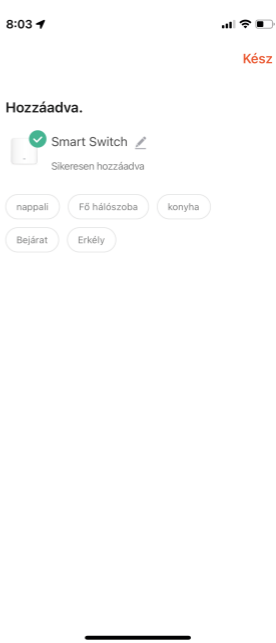 8:03
Kész
Hozzáadva.
Smart Switch
Sikeresen hozzáadva
nappali Fő hálószoba konyha
Bejárat Erkély